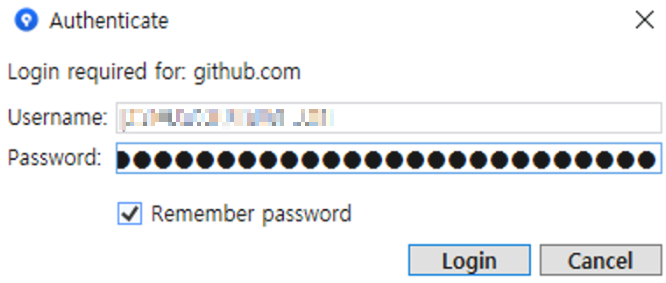 Authenticate
Login required for: github.com
Username:
Password:
Remember password
Login Cancel